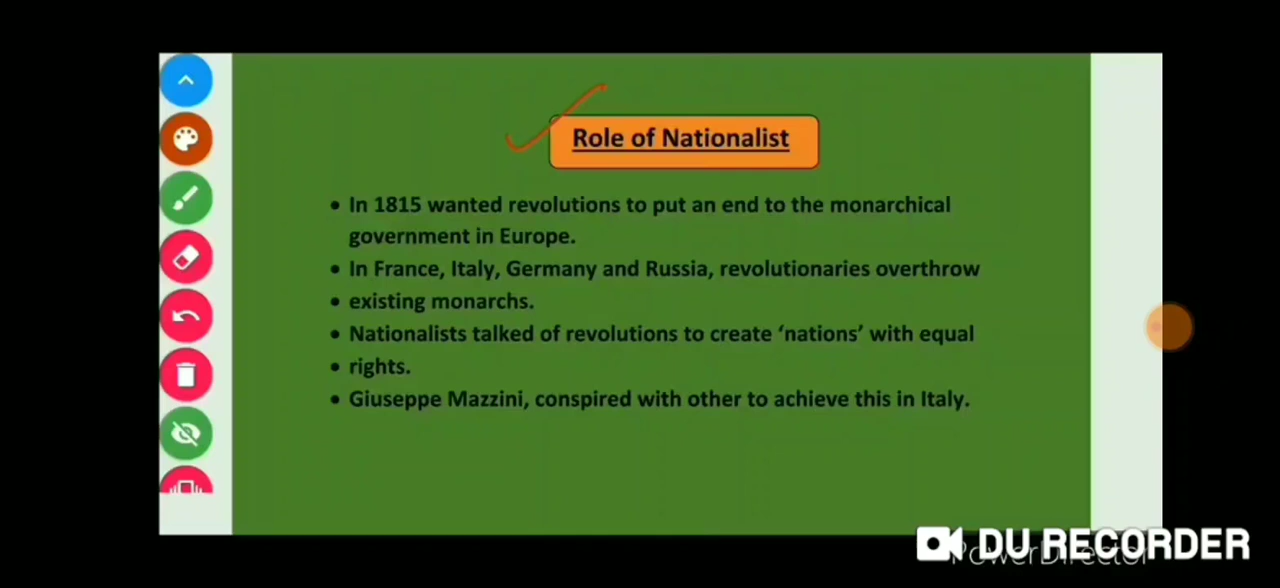 Role of Nationalist
• In 1815 wanted revolutions to put an end to the monarchical
government in Europe.
• In France, Italy, Germany and Russia, revolutionaries overthrow
• existing monarchs.
• Nationalists talked of revolutions to create ‘nations’ with equal
• rights.
• Giuseppe Mazzini, conspired with other to achieve this in Italy.
DU RECORDER
PowerDirector